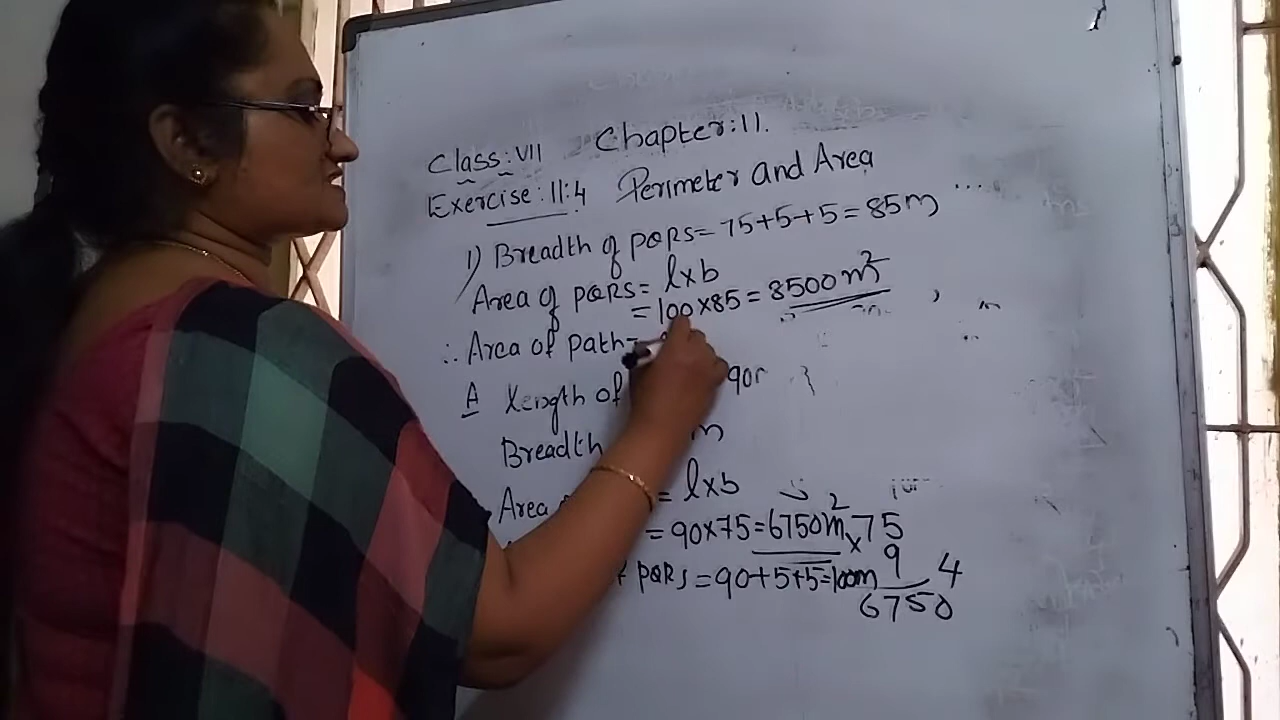 Class: VII Chapter: 11.
Exercise: 11:4 Perimeter and Area
1) Breadth of PQRS = 75+5+5 = 85m
Area of PQRS = l×b
= 100×85 = 8500m²
∴ Area of path =
A Length of 90
Breadth m
Area = l×b
= 90×75 = 6750m² ×75
9
PQRS = 90+5+5=100m 4
6750